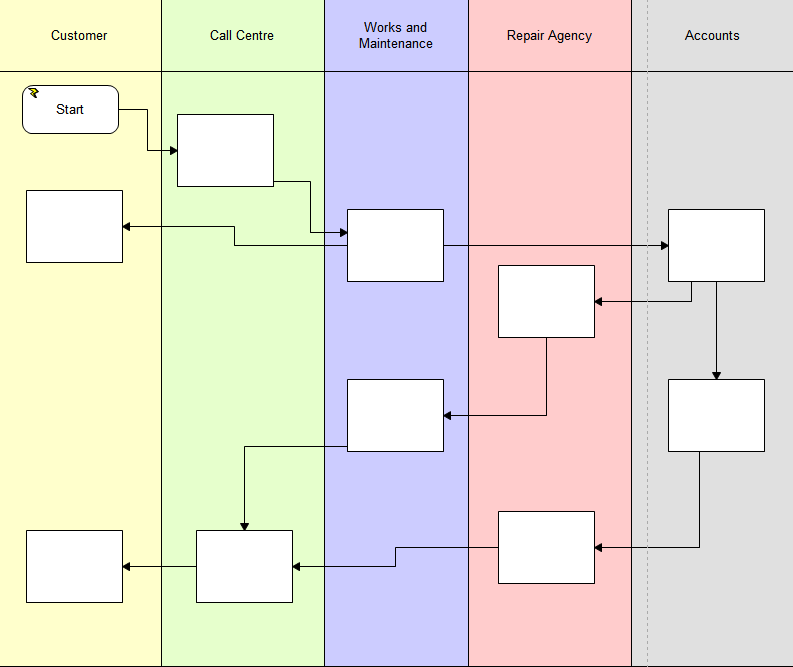 Customer
Call Centre
Works and
Maintenance
Repair Agency
Accounts
Start